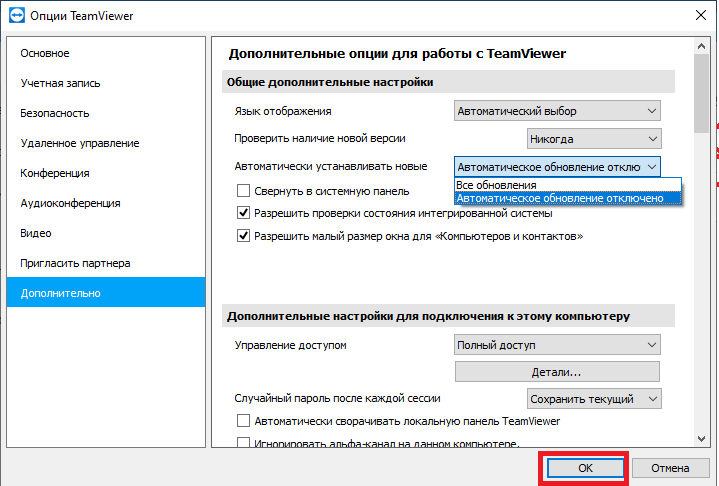 Опции TeamViewer
Основное
Учетная запись
Безопасность
Удаленное управление
Конференция
Аудиоконференция
Видео
Пригласить партнера
Дополнительно
Дополнительные опции для работы с TeamViewer
Общие дополнительные настройки
Язык отображения Автоматический выбор
Проверить наличие новой версии Никогда
Автоматически устанавливать новые Автоматическое обновление отклю
Все обновления
Автоматическое обновление отключено
Свернуть в системную панель
Разрешить проверки состояния интегрированной системы
Разрешить малый размер окна для «Компьютеров и контактов»
Дополнительные настройки для подключения к этому компьютеру
Управление доступом Полный доступ
Детали...
Случайный пароль после каждой сессии Сохранить текущий
Автоматически сворачивать локальную панель TeamViewer
Игнорировать альфа-канал на данном компьютере.
OK Отмена